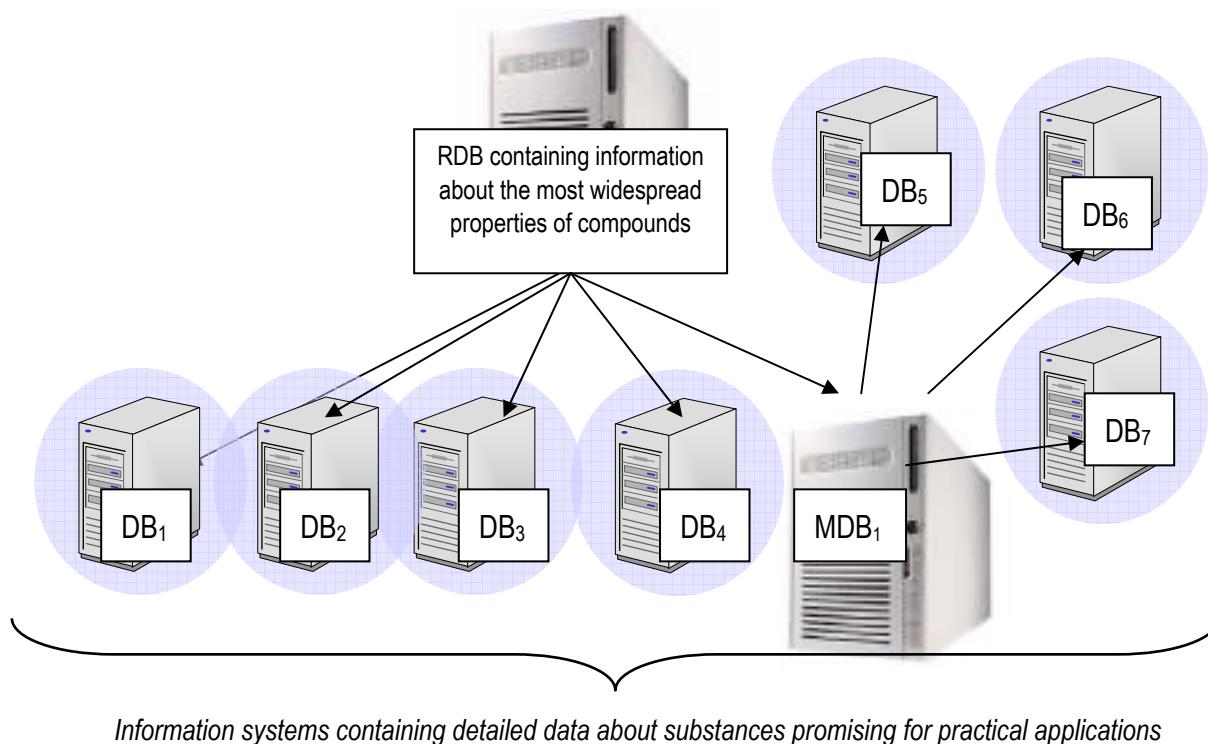 RDB containing information
about the most widespread
properties of compounds
DB₅
DB₆
DB₇
DB₁
DB₂
DB₃
DB₄
MDB₁
Information systems containing detailed data about substances promising for practical applications